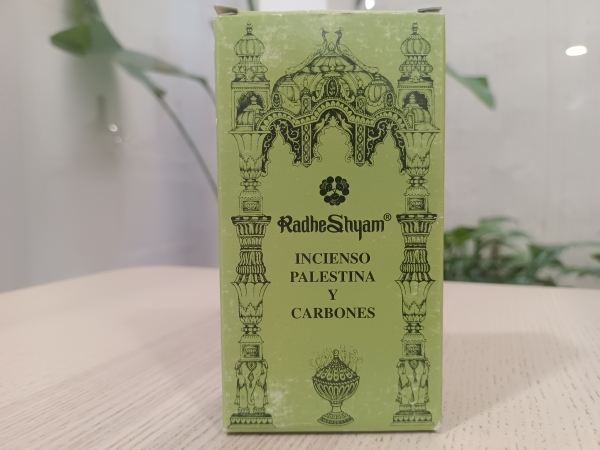 RadheShyam®
INCIENSO
PALESTINA
Y
CARBONES